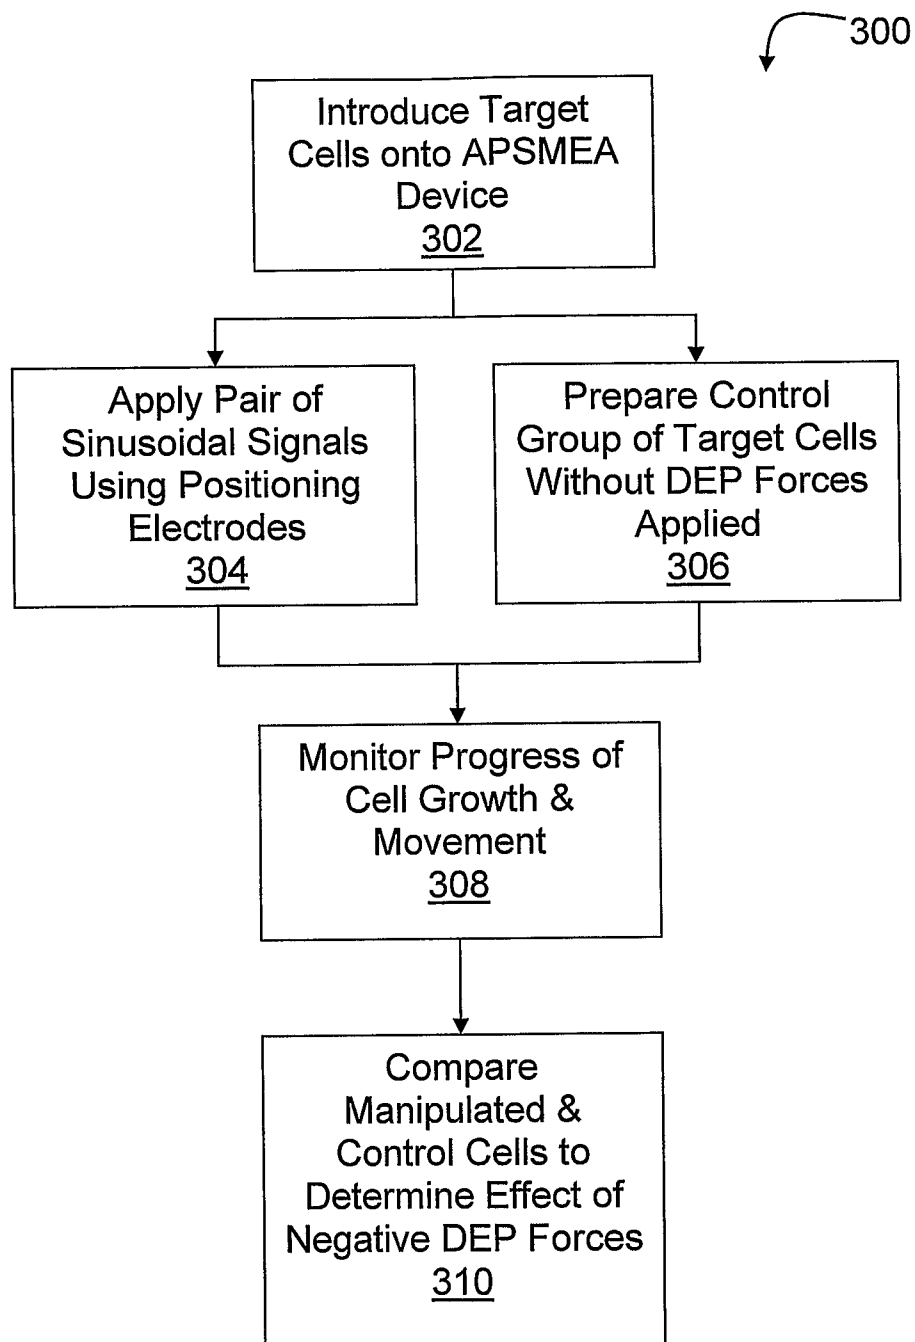 300
Introduce Target
Cells onto APSMEA
Device
302
Apply Pair of
Sinusoidal Signals
Using Positioning
Electrodes
304
Prepare Control
Group of Target Cells
Without DEP Forces
Applied
306
Monitor Progress of
Cell Growth &
Movement
308
Compare
Manipulated &
Control Cells to
Determine Effect of
Negative DEP Forces
310